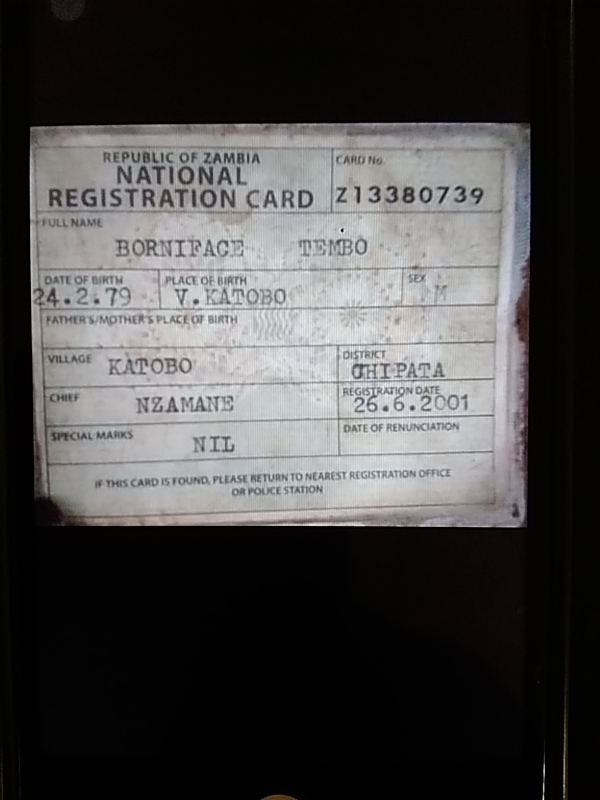 REPUBLIC OF ZAMBIA
NATIONAL
REGISTRATION CARD
CARD No.
Z13380739
FULL NAME
BORNIFACE TEMBO
DATE OF BIRTH
24.2.79
PLACE OF BIRTH
V.KATOBO
SEX
M
FATHER'S/MOTHER'S PLACE OF BIRTH
VILLAGE KATOBO
DISTRICT
CHIPATA
CHIEF NZAMANE
REGISTRATION DATE
26.6.2001
SPECIAL MARKS NIL
DATE OF RENUNCIATION
IF THIS CARD IS FOUND, PLEASE RETURN TO NEAREST REGISTRATION OFFICE
OR POLICE STATION